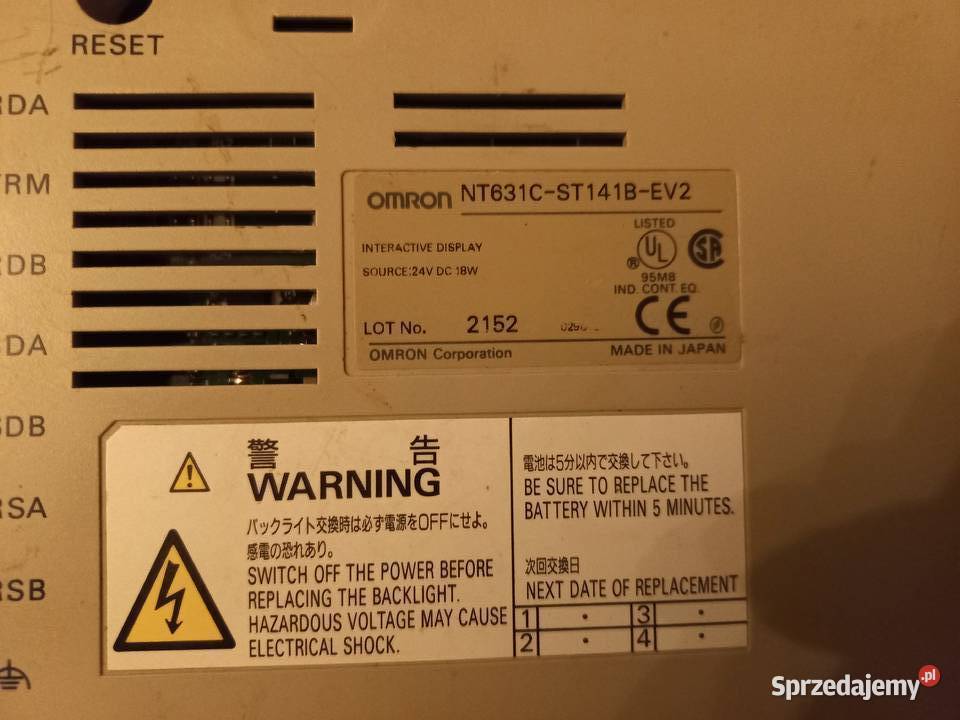 RESET
RDA
TRM
RDB
SDA
SDB
RSA
RSB
OMRON NT631C-ST141B-EV2
INTERACTIVE DISPLAY
SOURCE:24V DC 18W
LISTED
UL
®
SA
95M8
IND. CONT. EQ.
CE
LOT No. 2152
OMRON Corporation
MADE IN JAPAN
警告
WARNING
バックライト交換時は必ず電源をOFFにせよ。
感電の恐れあり。
SWITCH OFF THE POWER BEFORE
REPLACING THE BACKLIGHT.
HAZARDOUS VOLTAGE MAY CAUSE
ELECTRICAL SHOCK.
電池は5分以内で交換して下さい。
BE SURE TO REPLACE THE
BATTERY WITHIN 5 MINUTES.
次回交換日
NEXT DATE OF REPLACEMENT
1 · 3 ·
2 · 4 ·
Sprzedajemy.pl